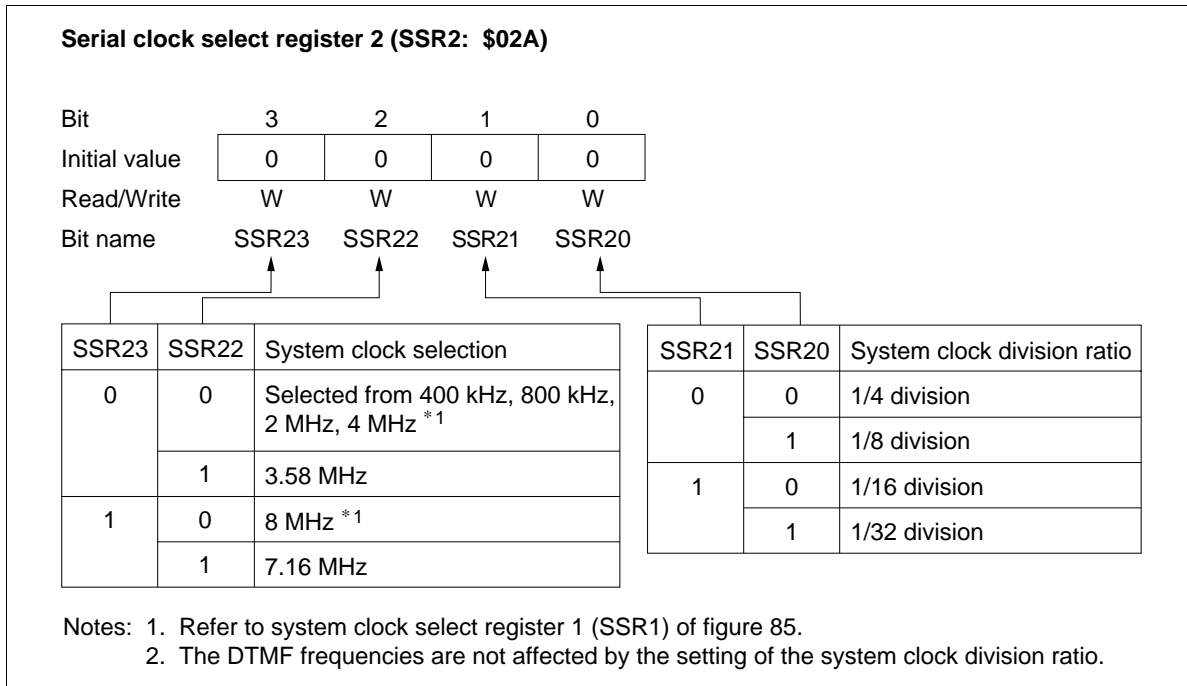 Serial clock select register 2 (SSR2: $02A)
Bit 3 2 1 0
Initial value 0 0 0 0
Read/Write W W W W
Bit name SSR23 SSR22 SSR21 SSR20
SSR23 SSR22 System clock selection
0 0 Selected from 400 kHz, 800 kHz,
2 MHz, 4 MHz *1
1 3.58 MHz
1 0 8 MHz *1
1 7.16 MHz
SSR21 SSR20 System clock division ratio
0 0 1/4 division
1 1/8 division
1 0 1/16 division
1 1/32 division
Notes: 1. Refer to system clock select register 1 (SSR1) of figure 85.
2. The DTMF frequencies are not affected by the setting of the system clock division ratio.